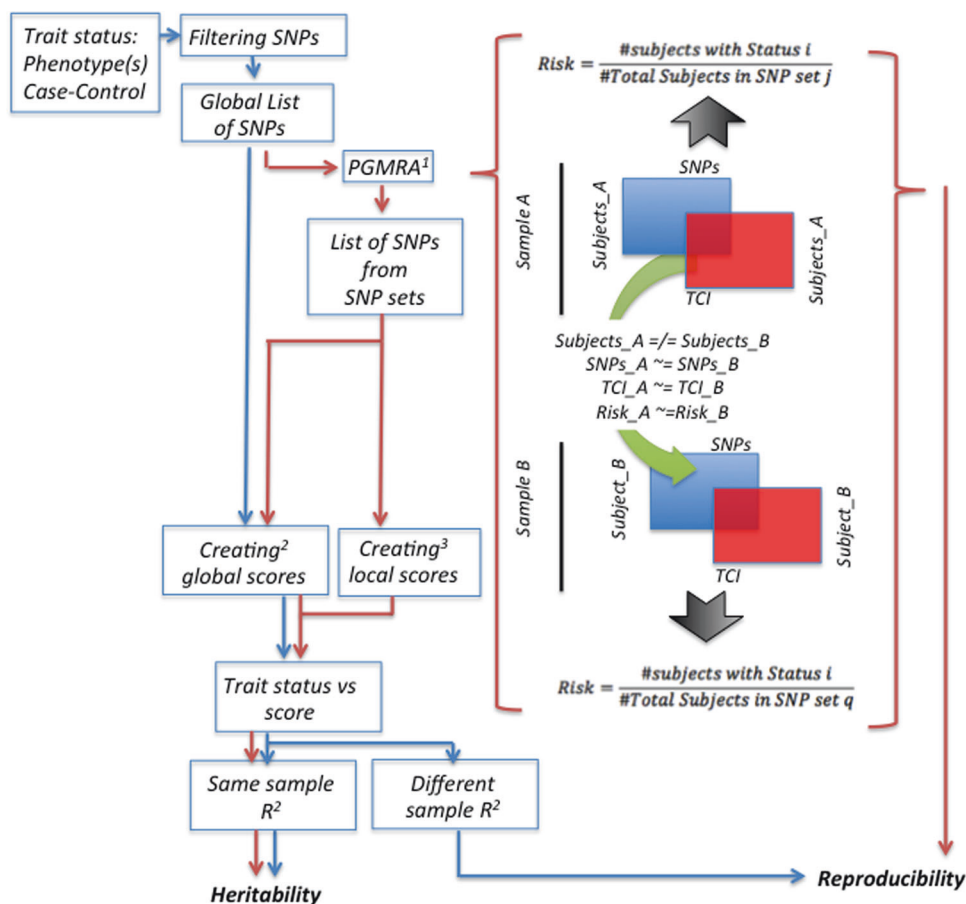 Trait status:
Phenotype(s)
Case-Control
Filtering SNPs
Global List
of SNPs
PGMRA¹
List of SNPs
from
SNP sets
Creating²
global scores
Creating³
local scores
Trait status vs
score
Same sample
R²
Different
sample R²
Heritability
Reproducibility
Risk = #subjects with Status i / #Total Subjects in SNP set j
Sample A
Subjects_A
SNPs
TCI
Subjects_A
Subjects_A =/= Subjects_B
SNPs_A ~= SNPs_B
TCI_A ~= TCI_B
Risk_A ~=Risk_B
Sample B
Subject_B
SNPs
TCI
Subject_B
Risk = #subjects with Status i / #Total Subjects in SNP set q